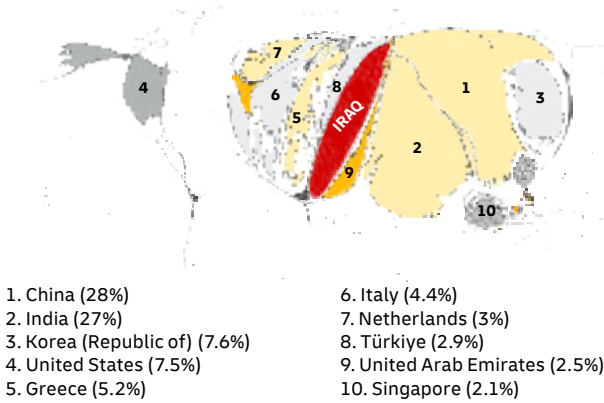 7
4
6
8
1
3
5
IRAQ
2
9
10
1. China (28%)
2. India (27%)
3. Korea (Republic of) (7.6%)
4. United States (7.5%)
5. Greece (5.2%)
6. Italy (4.4%)
7. Netherlands (3%)
8. Türkiye (2.9%)
9. United Arab Emirates (2.5%)
10. Singapore (2.1%)